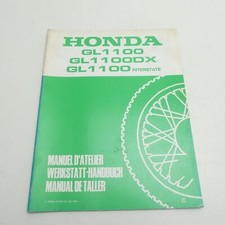 HONDA
GL1100
GL1100DX
GL1100 INTERSTATE
MANUEL D'ATELIER
WERKSTATT-HANDBUCH
MANUAL DE TALLER